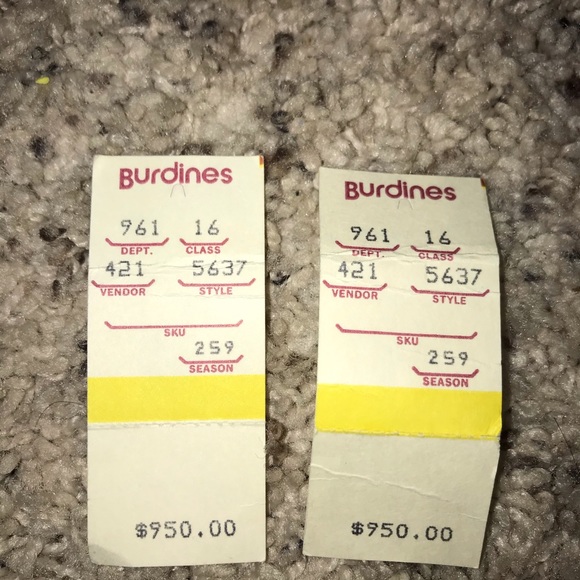 Burdines
961 16
DEPT. CLASS
421 5637
VENDOR STYLE
SKU
259
SEASON
$950.00
Burdines
961 16
DEPT. CLASS
421 5637
VENDOR STYLE
SKU
259
SEASON
$950.00